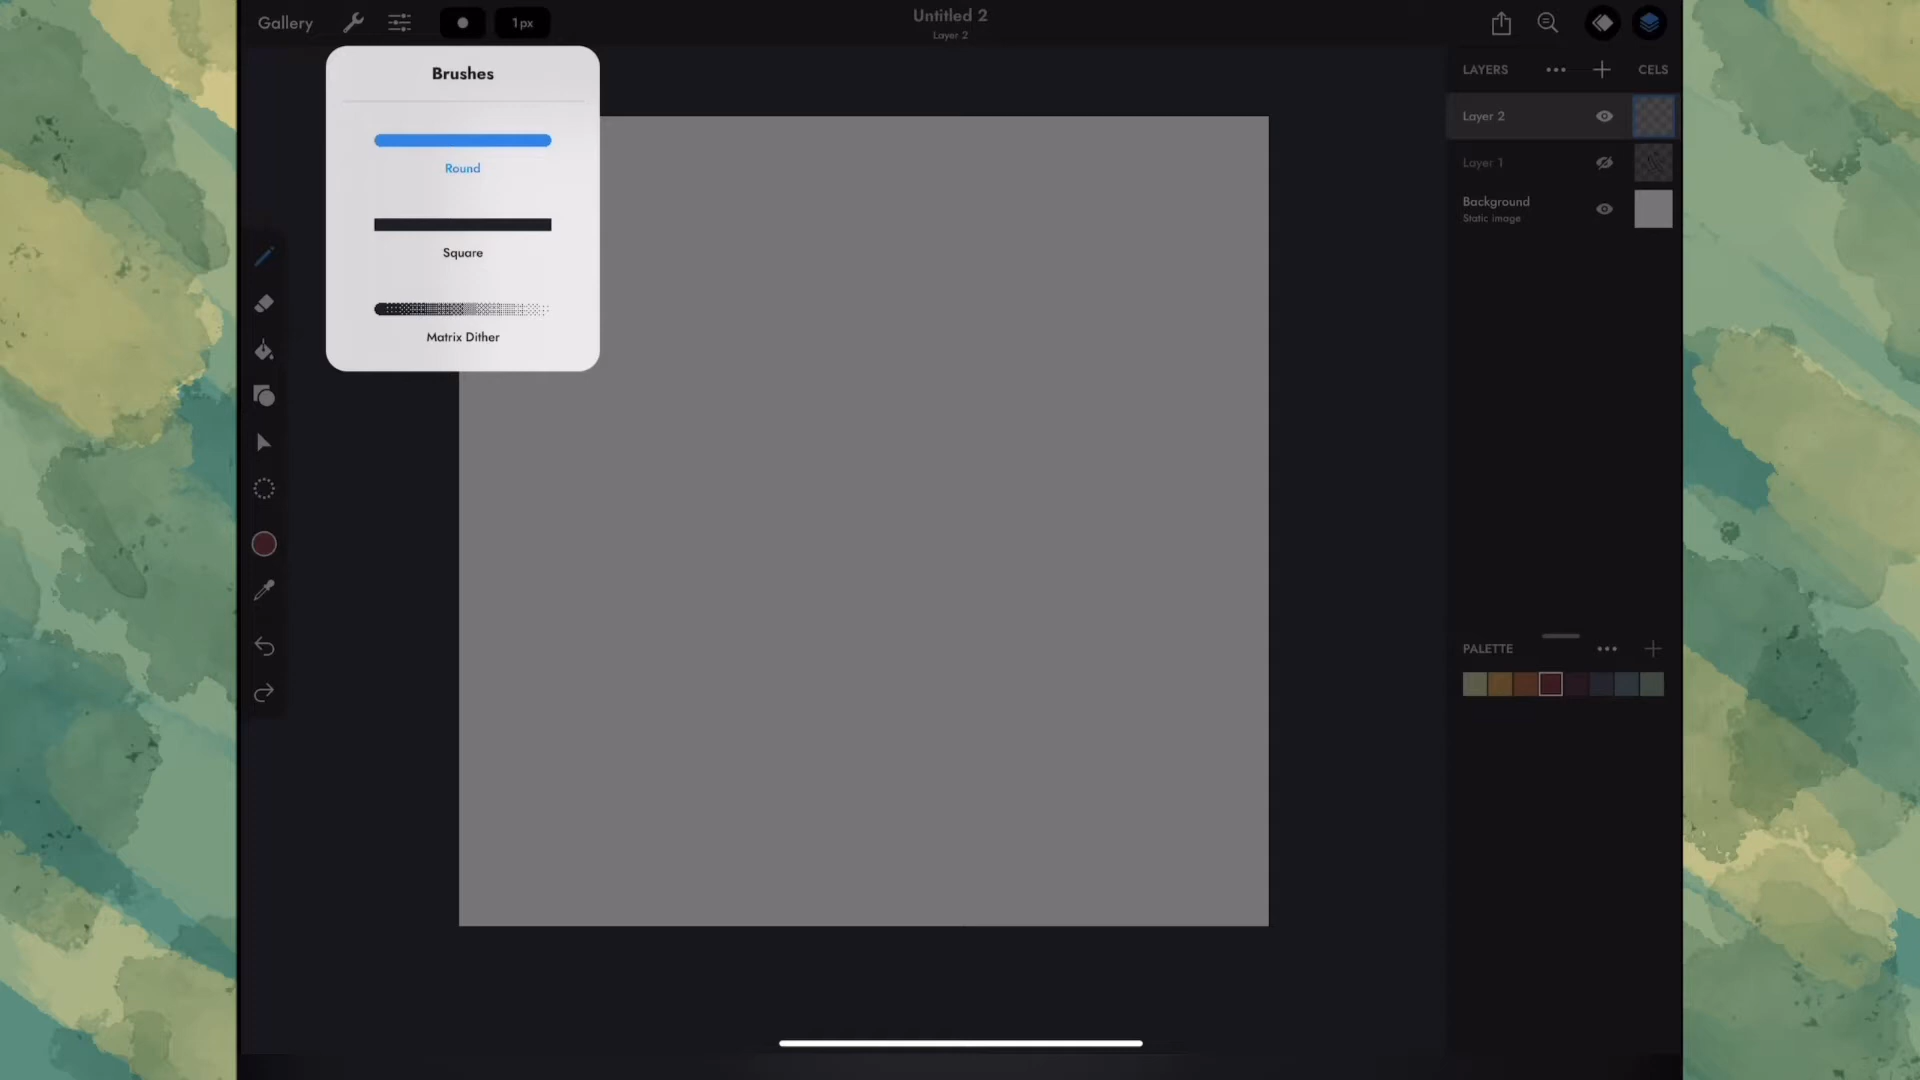 Gallery
1px
Untitled 2
Layer 2
Brushes
Round
Square
Matrix Dither
LAYERS
CELS
Layer 2
Layer 1
Background
Static image
PALETTE